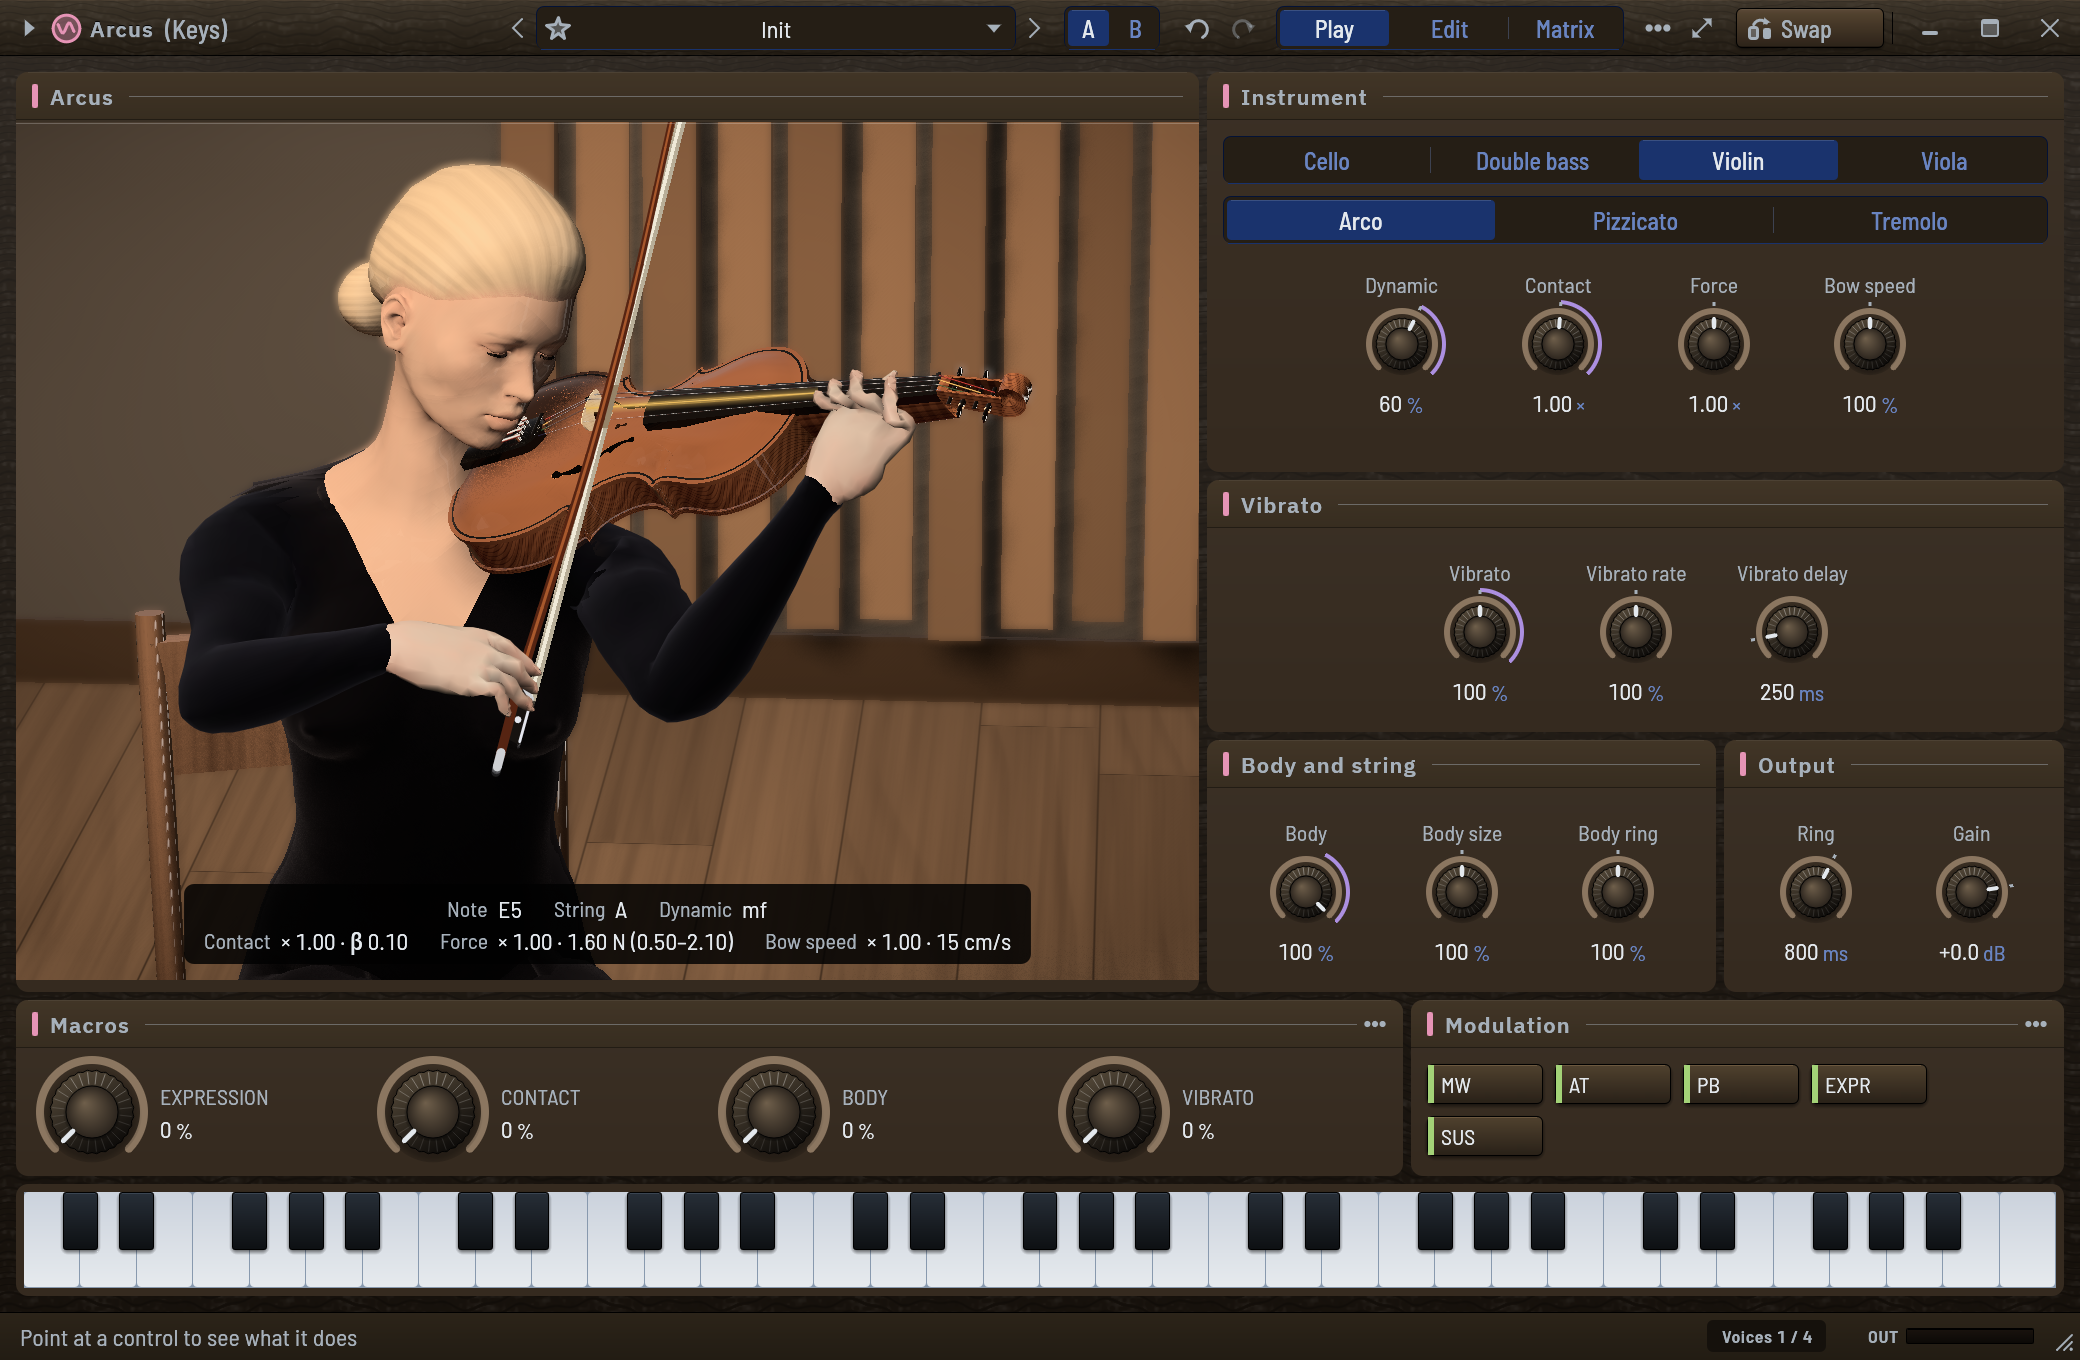 Arcus (Keys)
Init
A B
Play Edit Matrix
Swap
Arcus
Instrument
Cello Double bass Violin Viola
Arco Pizzicato Tremolo
Dynamic Contact Force Bow speed
60 % 1.00 × 1.00 × 100 %
Vibrato
Vibrato Vibrato rate Vibrato delay
100 % 100 % 250 ms
Body and string
Body Body size Body ring
100 % 100 % 100 %
Output
Ring Gain
800 ms +0.0 dB
Note E5 String A Dynamic mf
Contact × 1.00 · β 0.10 Force × 1.00 · 1.60 N (0.50–2.10) Bow speed × 1.00 · 15 cm/s
Macros
EXPRESSION
0 %
CONTACT
0 %
BODY
0 %
VIBRATO
0 %
Modulation
MW AT PB EXPR
SUS
Point at a control to see what it does
Voices 1 / 4 OUT